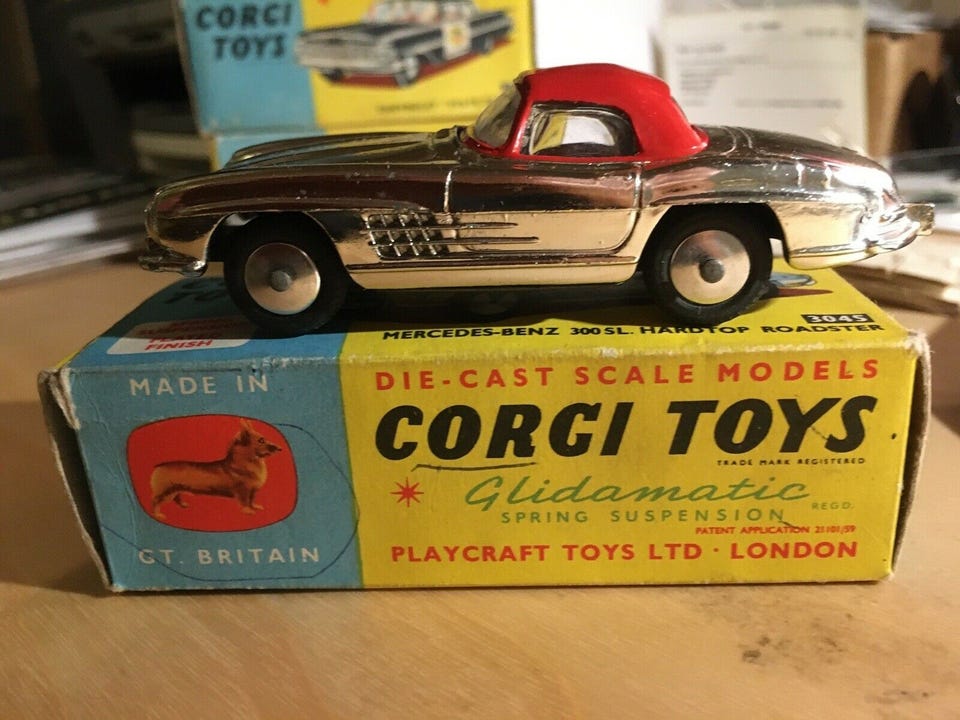 CORGI
TOYS
MERCEDES-BENZ 300 SL. HARDTOP ROADSTER
304S
FINISH
MADE IN
GT. BRITAIN
DIE-CAST SCALE MODELS
CORGI TOYS
TRADE MARK REGISTERED
Glidamatic
REGD.
SPRING SUSPENSION
PATENT APPLICATION 21101/59
PLAYCRAFT TOYS LTD · LONDON